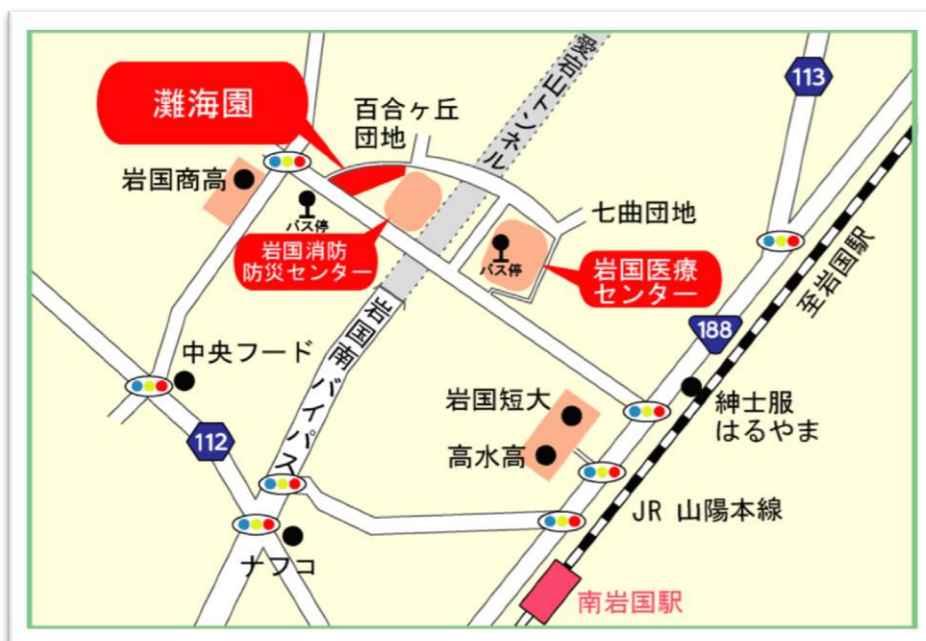 愛宕山トンネル
113
灘海園
百合ヶ丘
団地
岩国商高
バス停
七曲団地
岩国消防
防災センター
バス停
岩国医療
センター
至岩国駅
岩国南バイパス
188
中央フード
岩国短大
紳士服
はるやま
112
高水高
JR 山陽本線
ナフコ
南岩国駅